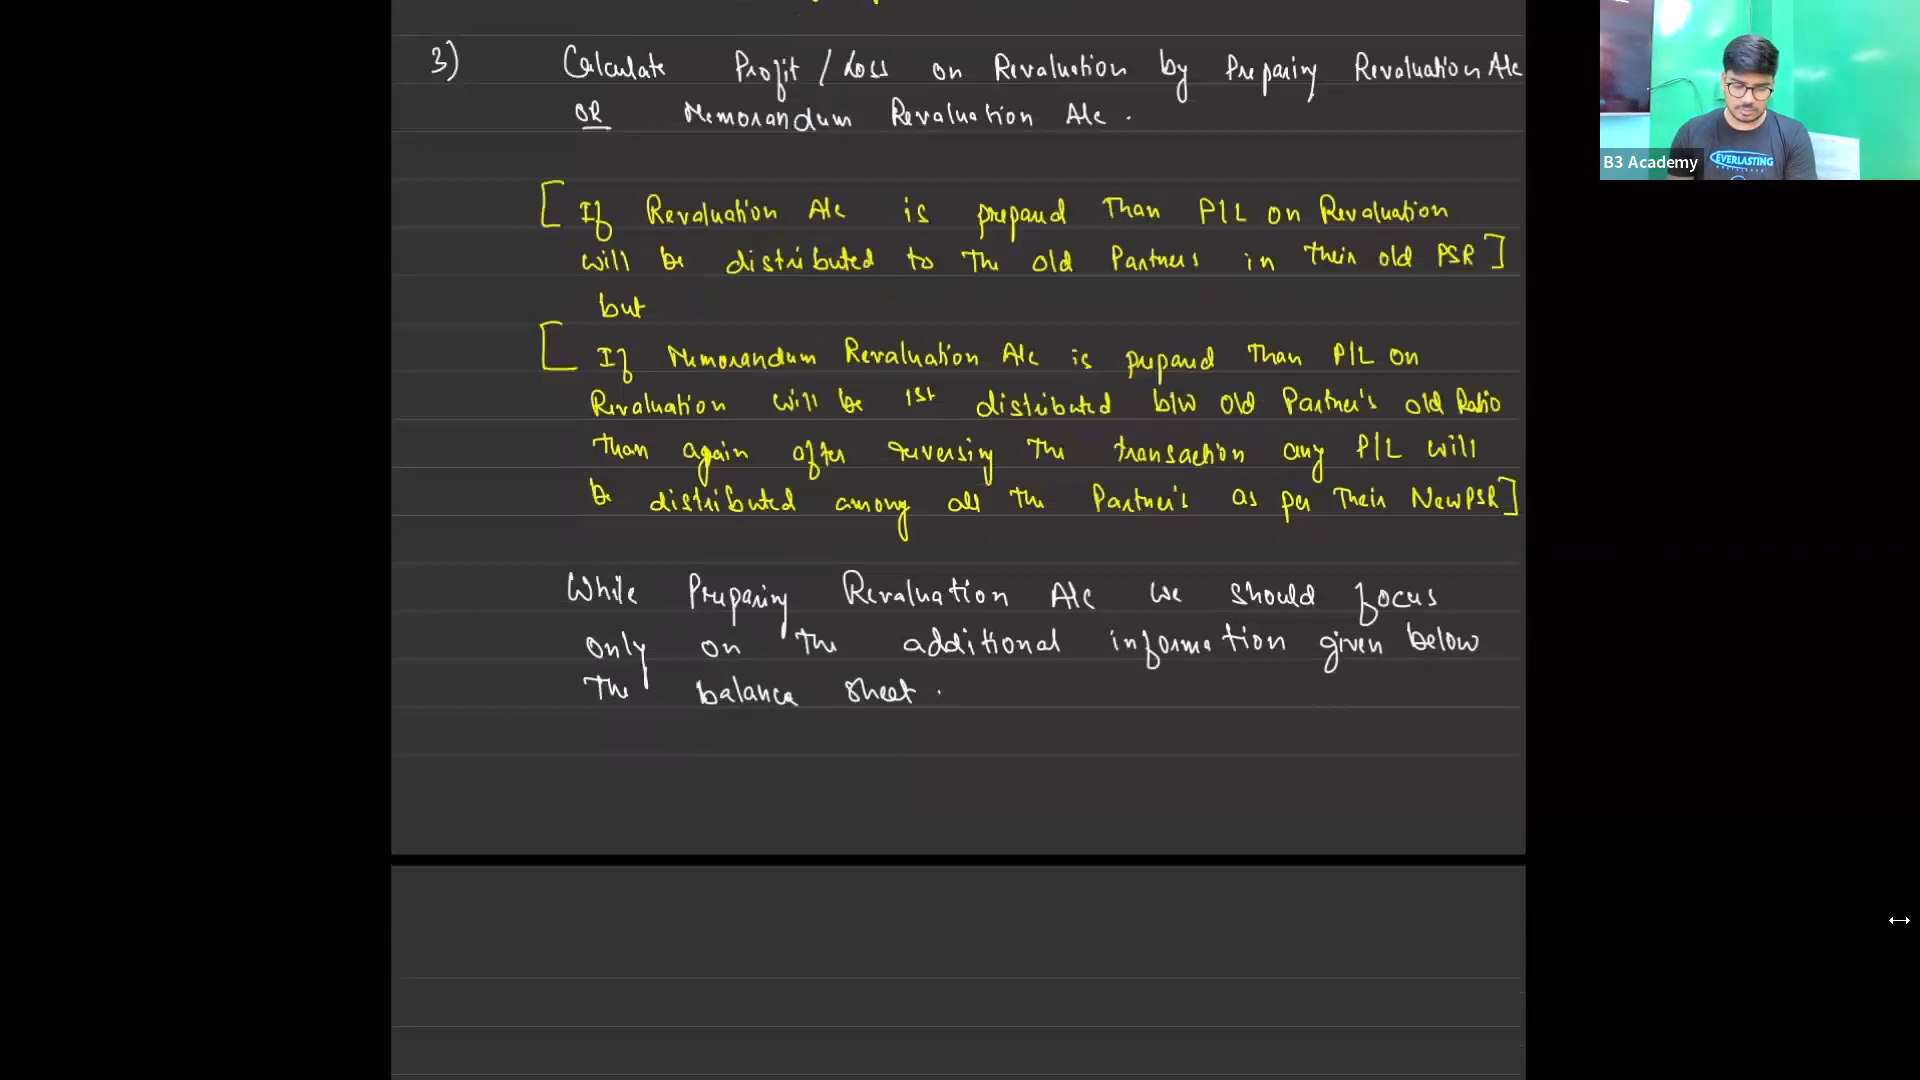 3) Calculate Profit / Loss on Revaluation by Preparing Revaluation A/c
OR Memorandum Revaluation A/c.
[If Revaluation A/c is prepared Than P/L on Revaluation
will be distributed to The old Partners in Their old PSR]
but
[If Memorandum Revaluation A/c is prepared Than P/L on
Revaluation will be 1st distributed b/w old Partner's old Ratio
Than again after reversing The transaction any P/L will
be distributed among all The Partner's as per Their New PSR]
While Preparing Revaluation A/c we should focus
only on The additional information given below
The balance sheet.
B3 Academy
EVERLASTING